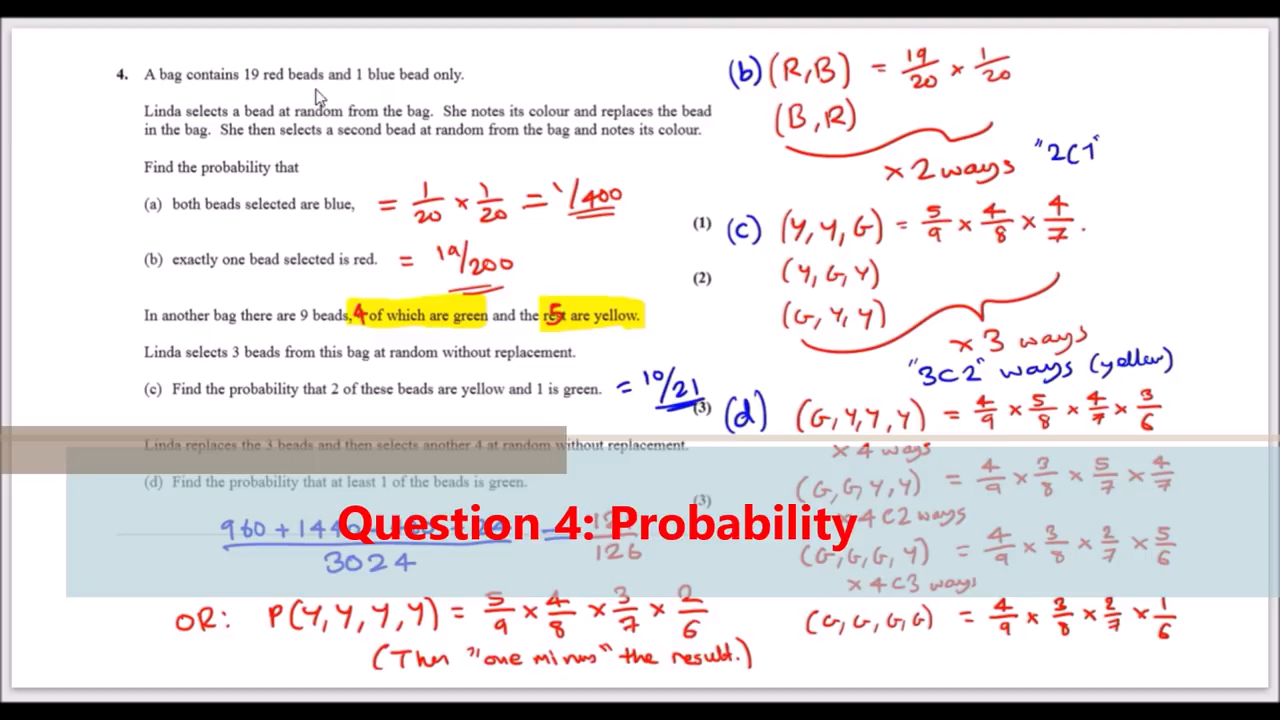 4. A bag contains 19 red beads and 1 blue bead only.
Linda selects a bead at random from the bag. She notes its colour and replaces the bead
in the bag. She then selects a second bead at random from the bag and notes its colour.
Find the probability that
(a) both beads selected are blue, = 1/20 × 1/20 = 1/400
(1)
(b) exactly one bead selected is red. = 19/200
(2)
In another bag there are 9 beads, 4 of which are green and the rest 5 are yellow.
Linda selects 3 beads from this bag at random without replacement.
(c) Find the probability that 2 of these beads are yellow and 1 is green. = 10/21
(3)
Linda replaces the 3 beads and then selects another 4 at random without replacement.
(d) Find the probability that at least 1 of the beads is green.
(3)
Question 4: Probability
3024
126
OR: P(Y, Y, Y, Y) = 5/9 × 4/8 × 3/7 × 2/6
(Then "one minus" the result.)
(b) (R, B) = 19/20 × 1/20
(B, R)
× 2 ways "2C1"
(c) (Y, Y, G) = 5/9 × 4/8 × 4/7.
(Y, G, Y)
(G, Y, Y)
× 3 ways
"3C2" ways (yellow)
(d) (G, Y, Y, Y) = 4/9 × 5/8 × 4/7 × 3/6
× 4 ways
(G, G, Y, Y) = 4/9 × 3/8 × 5/7 × 4/7
× 4C2 ways
(G, G, G, Y) = 4/9 × 3/8 × 2/7 × 5/6
× 4C3 ways
(G, G, G, G) = 4/9 × 3/8 × 2/7 × 1/6